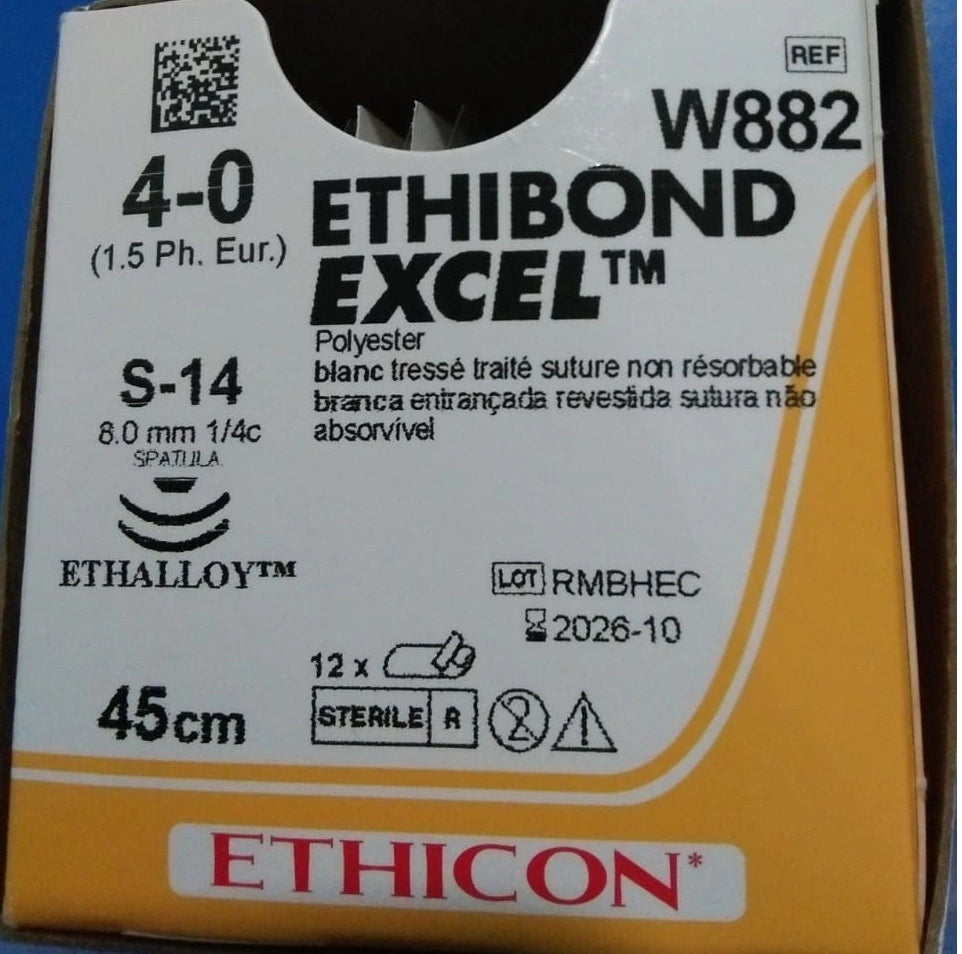 REF
W882
4-0
(1.5 Ph. Eur.)
ETHIBOND
EXCEL™
Polyester
blanc tressé traité suture non résorbable
branca entrançada revestida sutura não
absorvível
S-14
8.0 mm 1/4c
SPATULA
ETHALLOY™
LOT RMBHEC
2026-10
12 x
45cm
STERILE R
2
ETHICON*